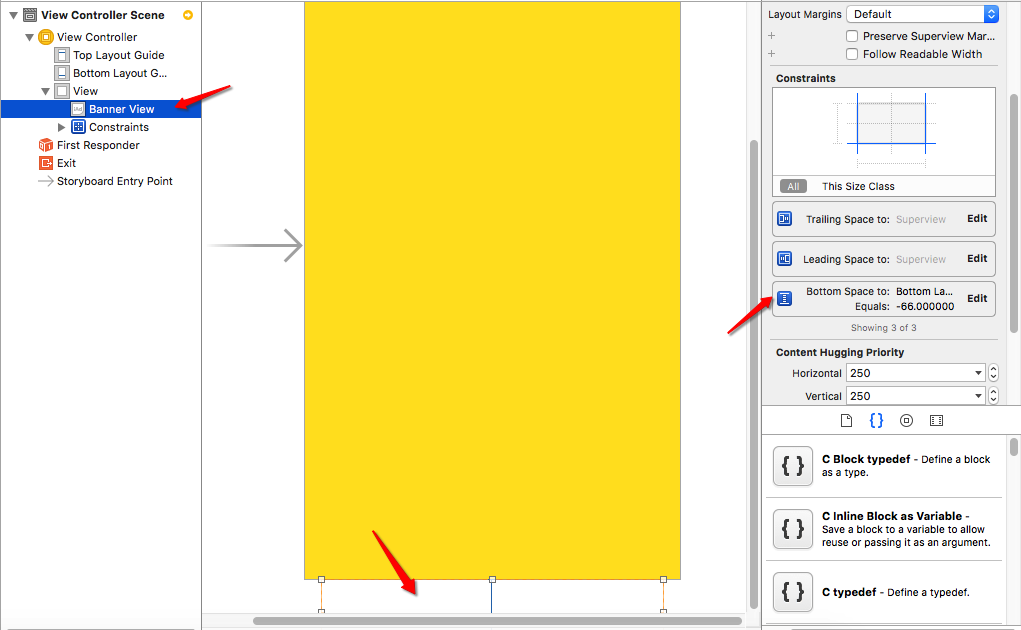 View Controller Scene
View Controller
Top Layout Guide
Bottom Layout G...
View
Banner View
Constraints
First Responder
Exit
Storyboard Entry Point
Layout Margins Default
Preserve Superview Mar...
Follow Readable Width
Constraints
All This Size Class
Trailing Space to: Superview Edit
Leading Space to: Superview Edit
Bottom Space to: Bottom La...
Equals: -66.000000
Edit
Showing 3 of 3
Content Hugging Priority
Horizontal 250
Vertical 250
{ } C Block typedef - Define a block
as a type.
{ } C Inline Block as Variable -
Save a block to a variable to allow
reuse or passing it as an argument.
{ } C typedef - Define a typedef.